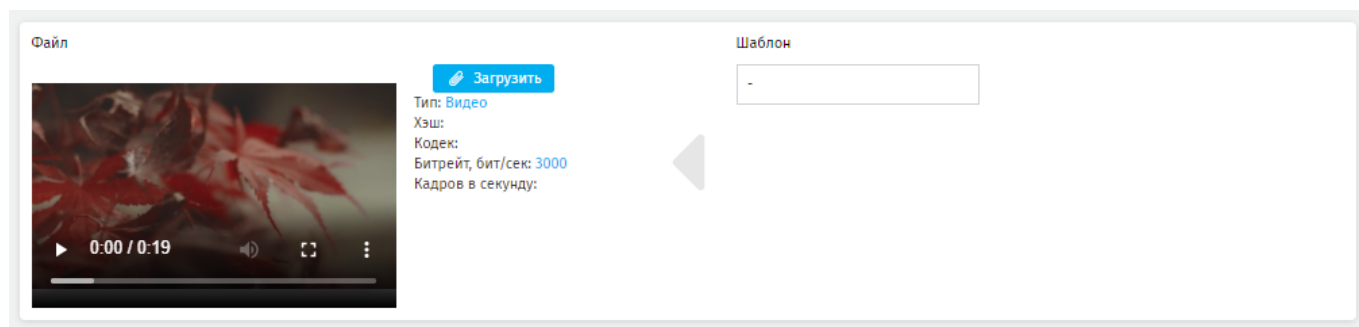 Файл
Загрузить
Тип: Видео
Хэш:
Кодек:
Битрейт, бит/сек: 3000
Кадров в секунду:
0:00 / 0:19
Шаблон
-